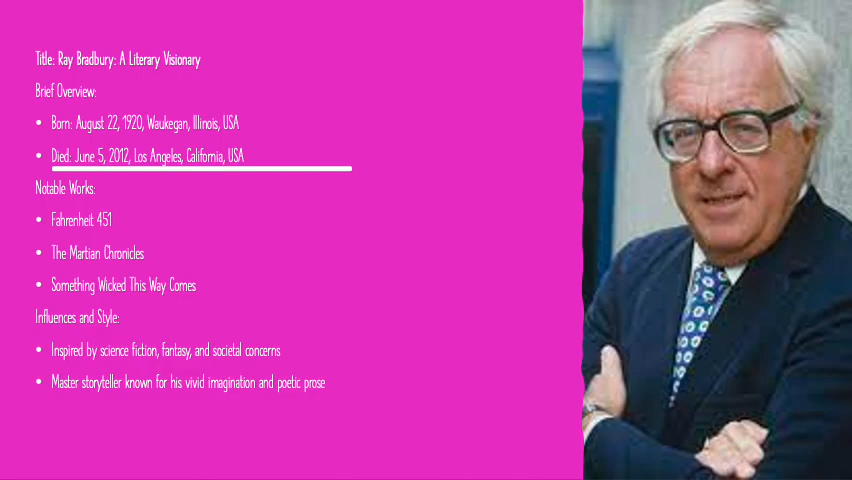 Title: Ray Bradbury: A Literary Visionary
Brief Overview:
• Born: August 22, 1920, Waukegan, Illinois, USA
• Died: June 5, 2012, Los Angeles, California, USA
Notable Works:
• Fahrenheit 451
• The Martian Chronicles
• Something Wicked This Way Comes
Influences and Style:
• Inspired by science fiction, fantasy, and societal concerns
• Master storyteller known for his vivid imagination and poetic prose